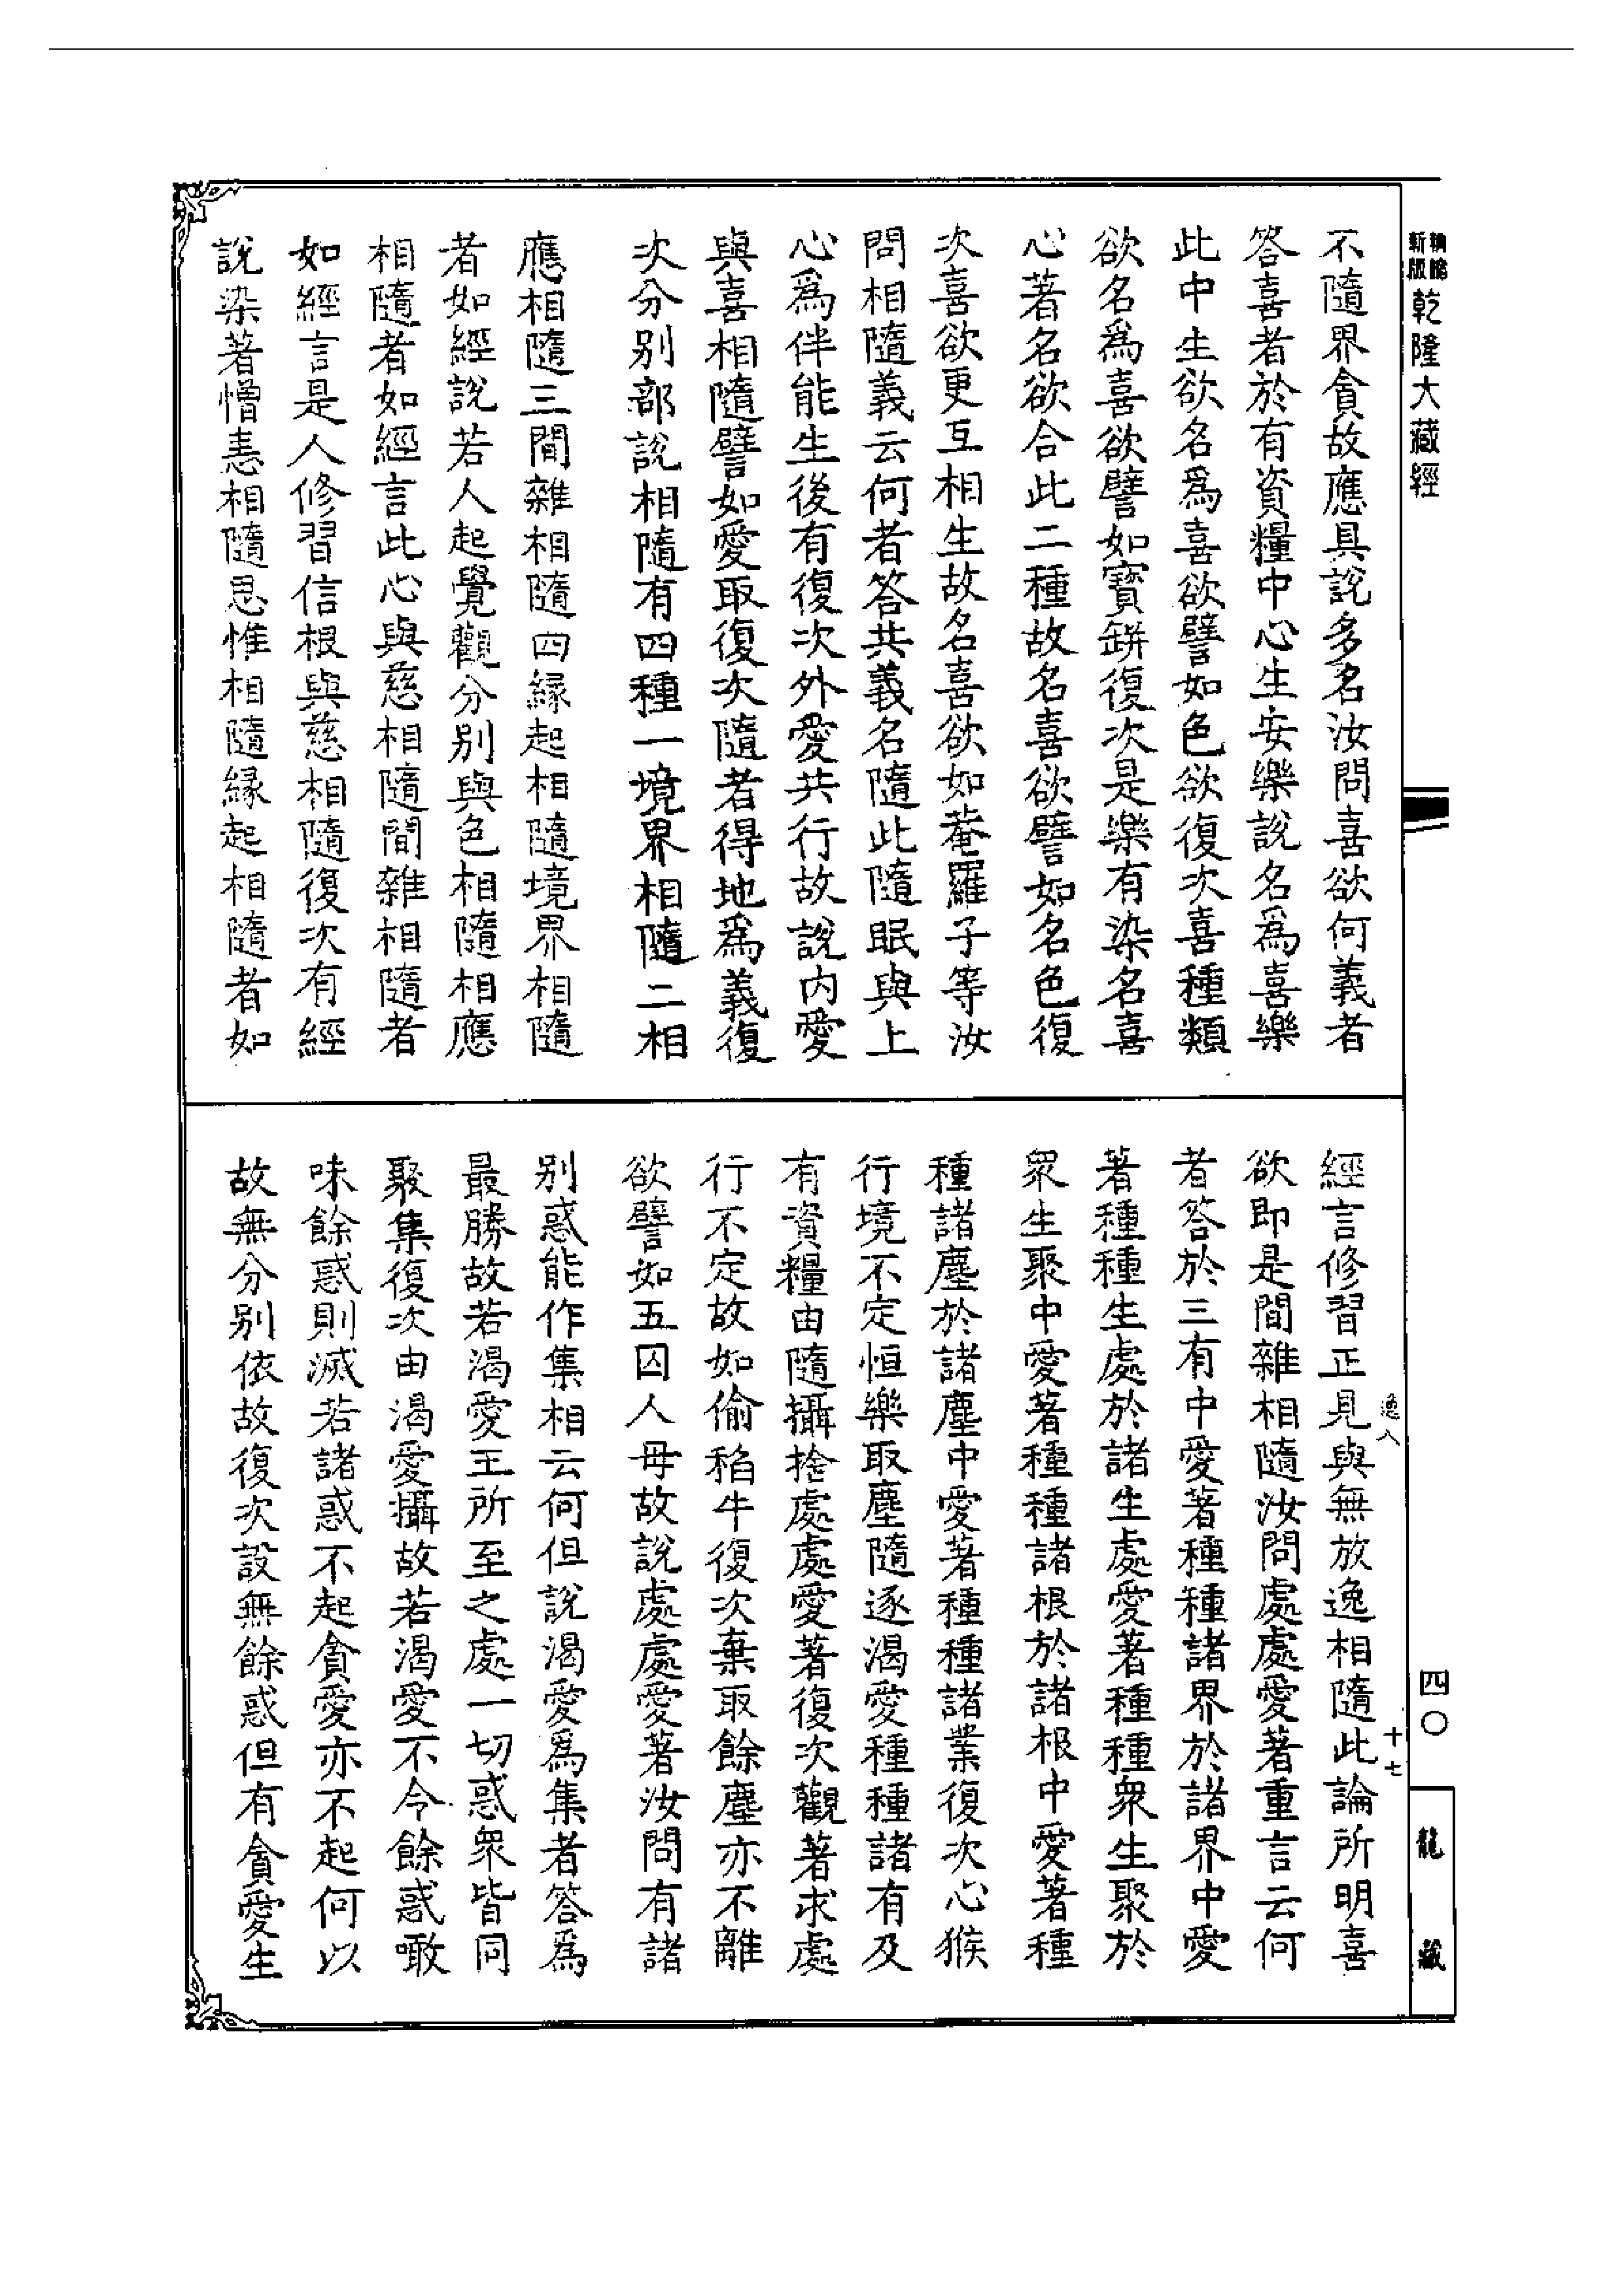 新版
乾隆大藏經
不隨界貪故應具說多名汝問喜欲何義者
答喜者於有資糧中心生安樂說名為喜樂
此中生欲名為喜欲譬如色欲復次喜種類
欲名為喜欲譬如寶缾復次是樂有染名喜
心著名欲合此二種故名喜欲譬如名色復
次喜欲更互相生故名喜欲如菴羅子等汝
問相隨義云何者答共義名隨此隨眠與上
心為伴能生後有復次外愛共行故說內愛
與喜相隨譬如愛取復次隨者得地為義復
次分別部說相隨有四種一境界相隨二相
應相隨三間雜相隨四緣起相隨境界相隨
者如經說若人起覺觀分別與色相隨相應
相隨者如經言此心與慈相隨間雜相隨者
如經言是人修習信根與慈相隨復次有經
說染著憎恚相隨思惟相隨緣起相隨者如
經言修習正見與無放逸相隨此論所明喜
欲即是間雜相隨汝問處處愛著重言云何
者答於三有中愛著種種諸界於諸界中愛
著種種生處於諸生處愛著種種眾生聚於
眾生聚中愛著種種諸根於諸根中愛著種
種諸塵於諸塵中愛著種種諸業復次心猴
行境不定恒樂取塵隨逐渴愛種種諸有及
有資糧由隨攝捨處處愛著復次觀著求處
行不定故如偷稻牛復次棄取餘塵亦不離
欲譬如五囚人母故說處處愛著汝問有諸
別惑能作集相云何但說渴愛為集者答為
最勝故若渴愛王所至之處一切惑眾皆同
聚集復次由渴愛攝故若渴愛不令餘惑噉
味餘惑則滅若諸惑不起貪愛亦不起何以
故無分別依故復次設無餘惑但有貪愛生
逸八
十七
四〇
龍藏